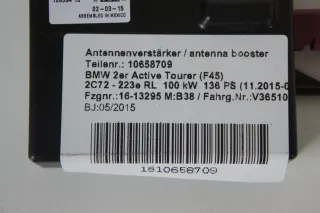 02-03-15
ASSEMBLED IN MEXICO
Antennenverstärker / antenna booster
Teilenr.: 10658709
BMW 2er Active Tourer (F45)
2C72 - 223e RL 100 kW 136 PS (11.2015-0
Fzgnr.:16-13295 M:B38 / Fahrg.Nr.:V36510
BJ:05/2015
1810658709